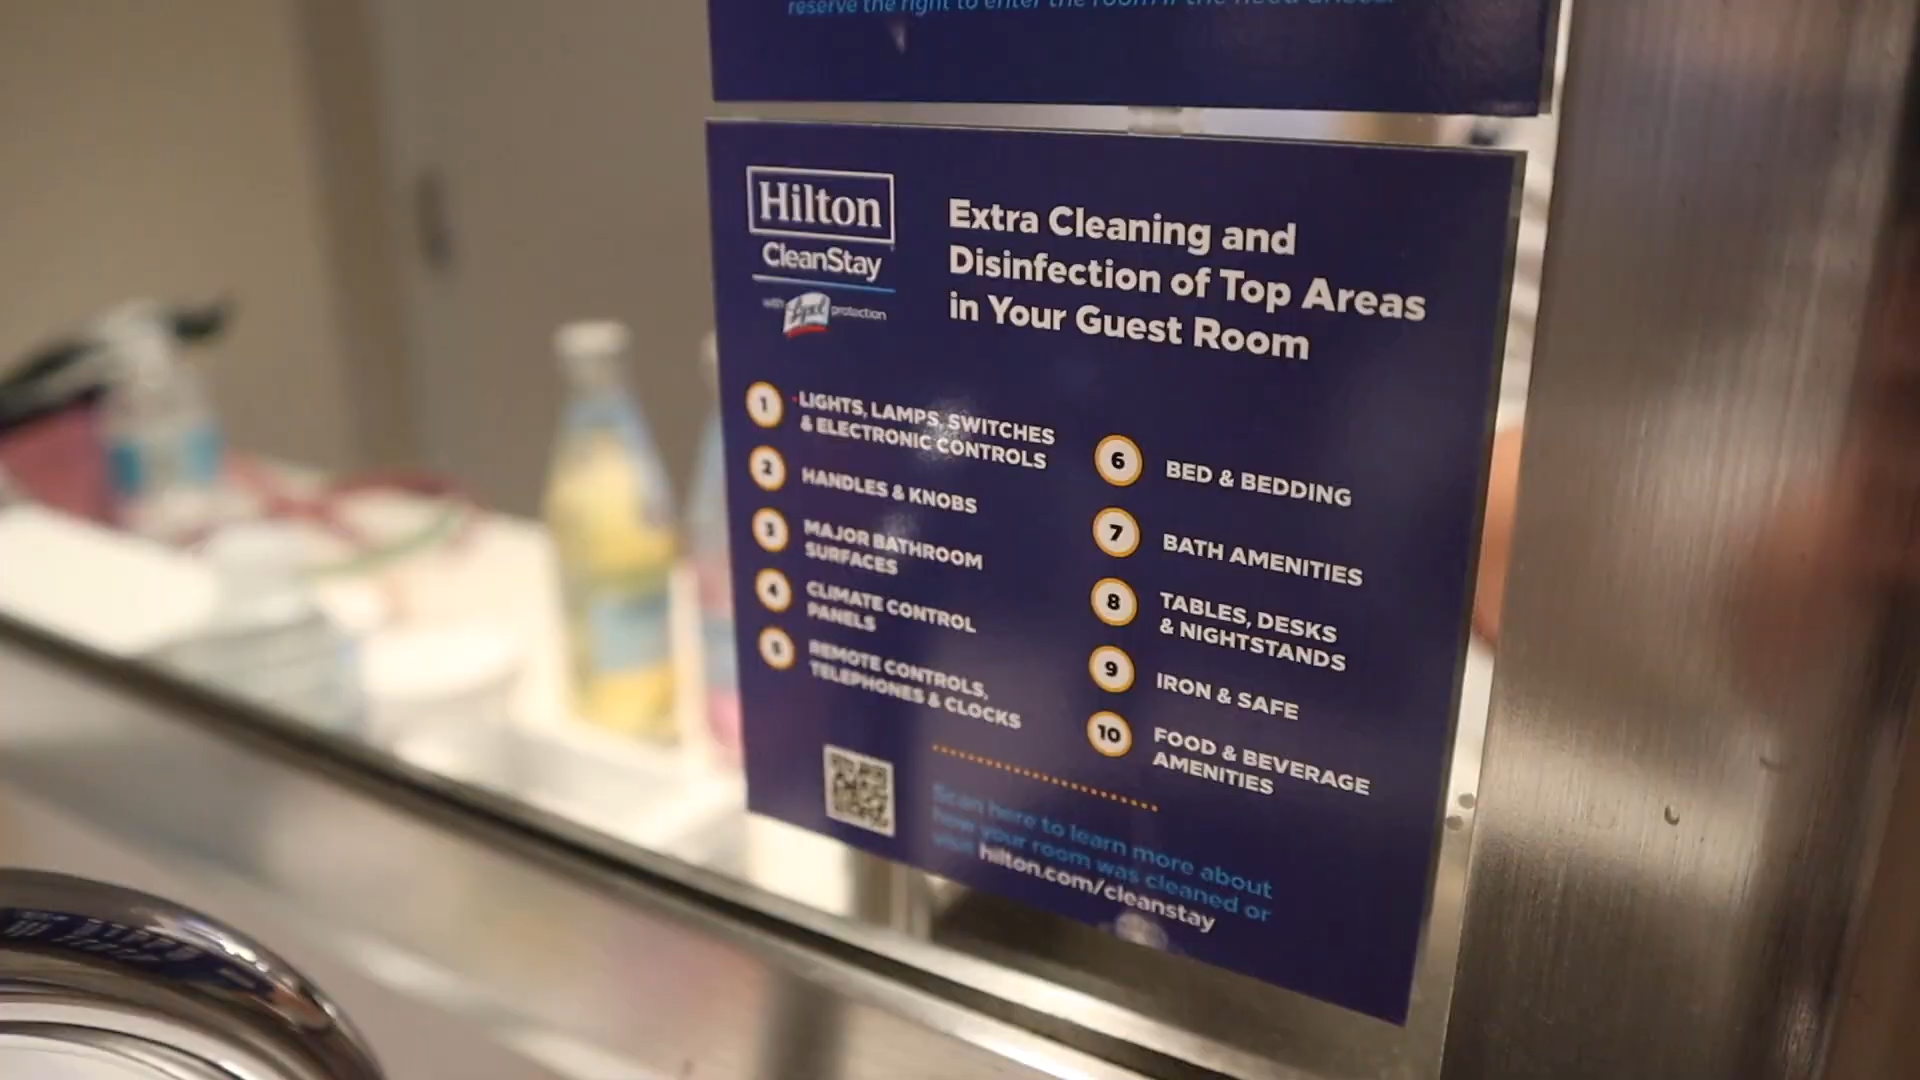 reserve the right to enter the room if the need arises.
Hilton
CleanStay
with Lysol protection
Extra Cleaning and
Disinfection of Top Areas
in Your Guest Room
1 LIGHTS, LAMPS, SWITCHES
& ELECTRONIC CONTROLS
2 HANDLES & KNOBS
3 MAJOR BATHROOM
SURFACES
4 CLIMATE CONTROL
PANELS
5 REMOTE CONTROLS,
TELEPHONES & CLOCKS
6 BED & BEDDING
7 BATH AMENITIES
8 TABLES, DESKS
& NIGHTSTANDS
9 IRON & SAFE
10 FOOD & BEVERAGE
AMENITIES
Scan here to learn more about
how your room was cleaned or
visit hilton.com/cleanstay